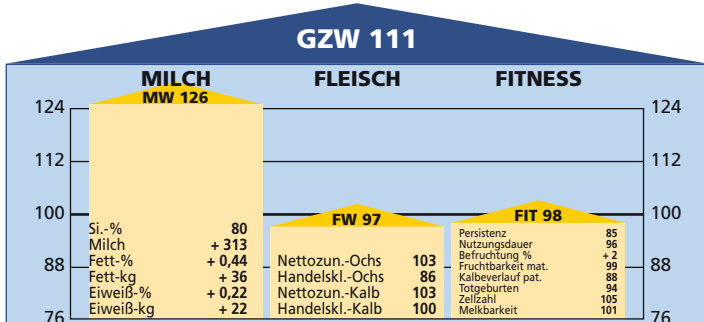 GZW 111
MILCH FLEISCH FITNESS
MW 126
124 124
112 112
100 100
FW 97 FIT 98
88 88
76 76
Si.-% 80
Milch + 313
Fett-% + 0,44
Fett-kg + 36
Eiweiß-% + 0,22
Eiweiß-kg + 22
Nettozun.-Ochs 103
Handelskl.-Ochs 86
Nettozun.-Kalb 103
Handelskl.-Kalb 100
Persistenz 85
Nutzungsdauer 96
Befruchtung % + 2
Fruchtbarkeit mat. 99
Kalbeverlauf pat. 88
Totgeburten 94
Zellzahl 105
Melkbarkeit 101